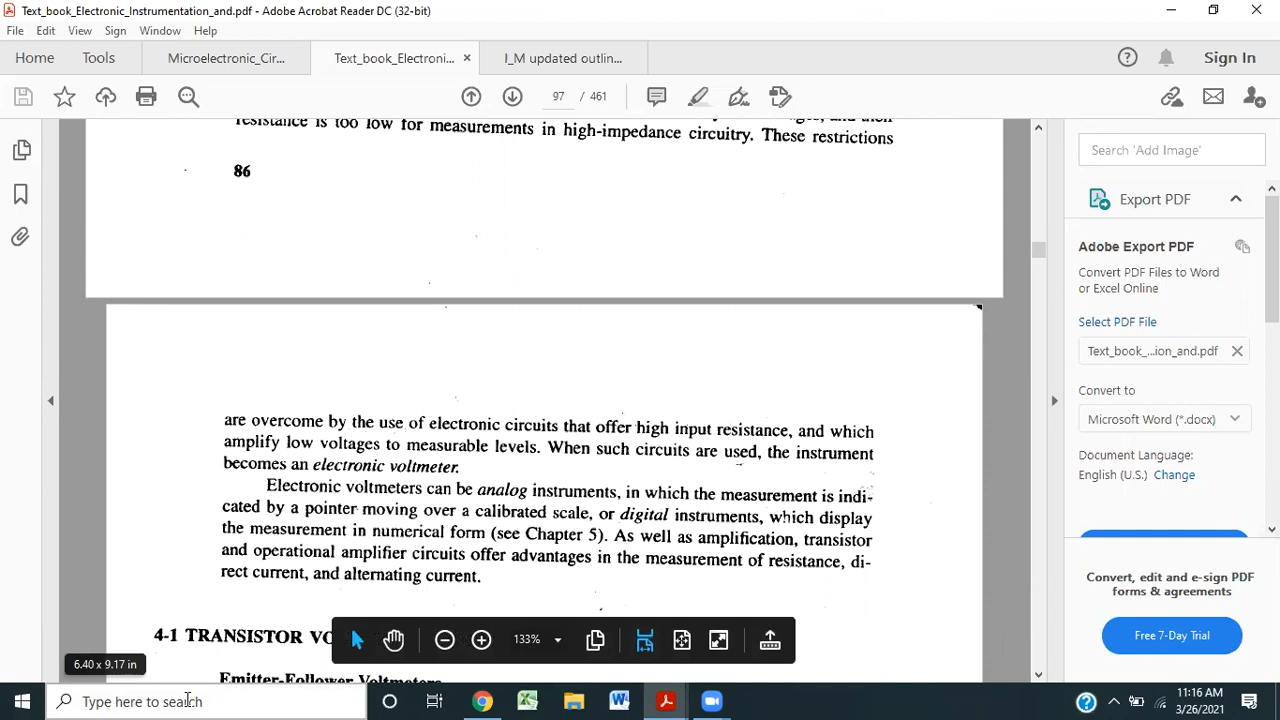 Text_book_Electronic_Instrumentation_and.pdf - Adobe Acrobat Reader DC (32-bit)
File Edit View Sign Window Help
Home Tools Microelectronic_Cir... Text_book_Electroni... × I_M updated outlin... Sign In
97 / 461
resistance is too low for measurements in high-impedance circuitry. These restrictions
86
are overcome by the use of electronic circuits that offer high input resistance, and which
amplify low voltages to measurable levels. When such circuits are used, the instrument
becomes an electronic voltmeter.
Electronic voltmeters can be analog instruments, in which the measurement is indi-
cated by a pointer moving over a calibrated scale, or digital instruments, which display
the measurement in numerical form (see Chapter 5). As well as amplification, transistor
and operational amplifier circuits offer advantages in the measurement of resistance, di-
rect current, and alternating current.
4-1 TRANSISTOR VO
Emitter-Follower Voltmeters
133%
6.40 x 9.17 in
Search 'Add Image'
Export PDF
Adobe Export PDF
Convert PDF Files to Word
or Excel Online
Select PDF File
Text_book_...ion_and.pdf
Convert to
Microsoft Word (*.docx)
Document Language:
English (U.S.) Change
Convert, edit and e-sign PDF
forms & agreements
Free 7-Day Trial
Type here to search
11:16 AM
3/26/2021